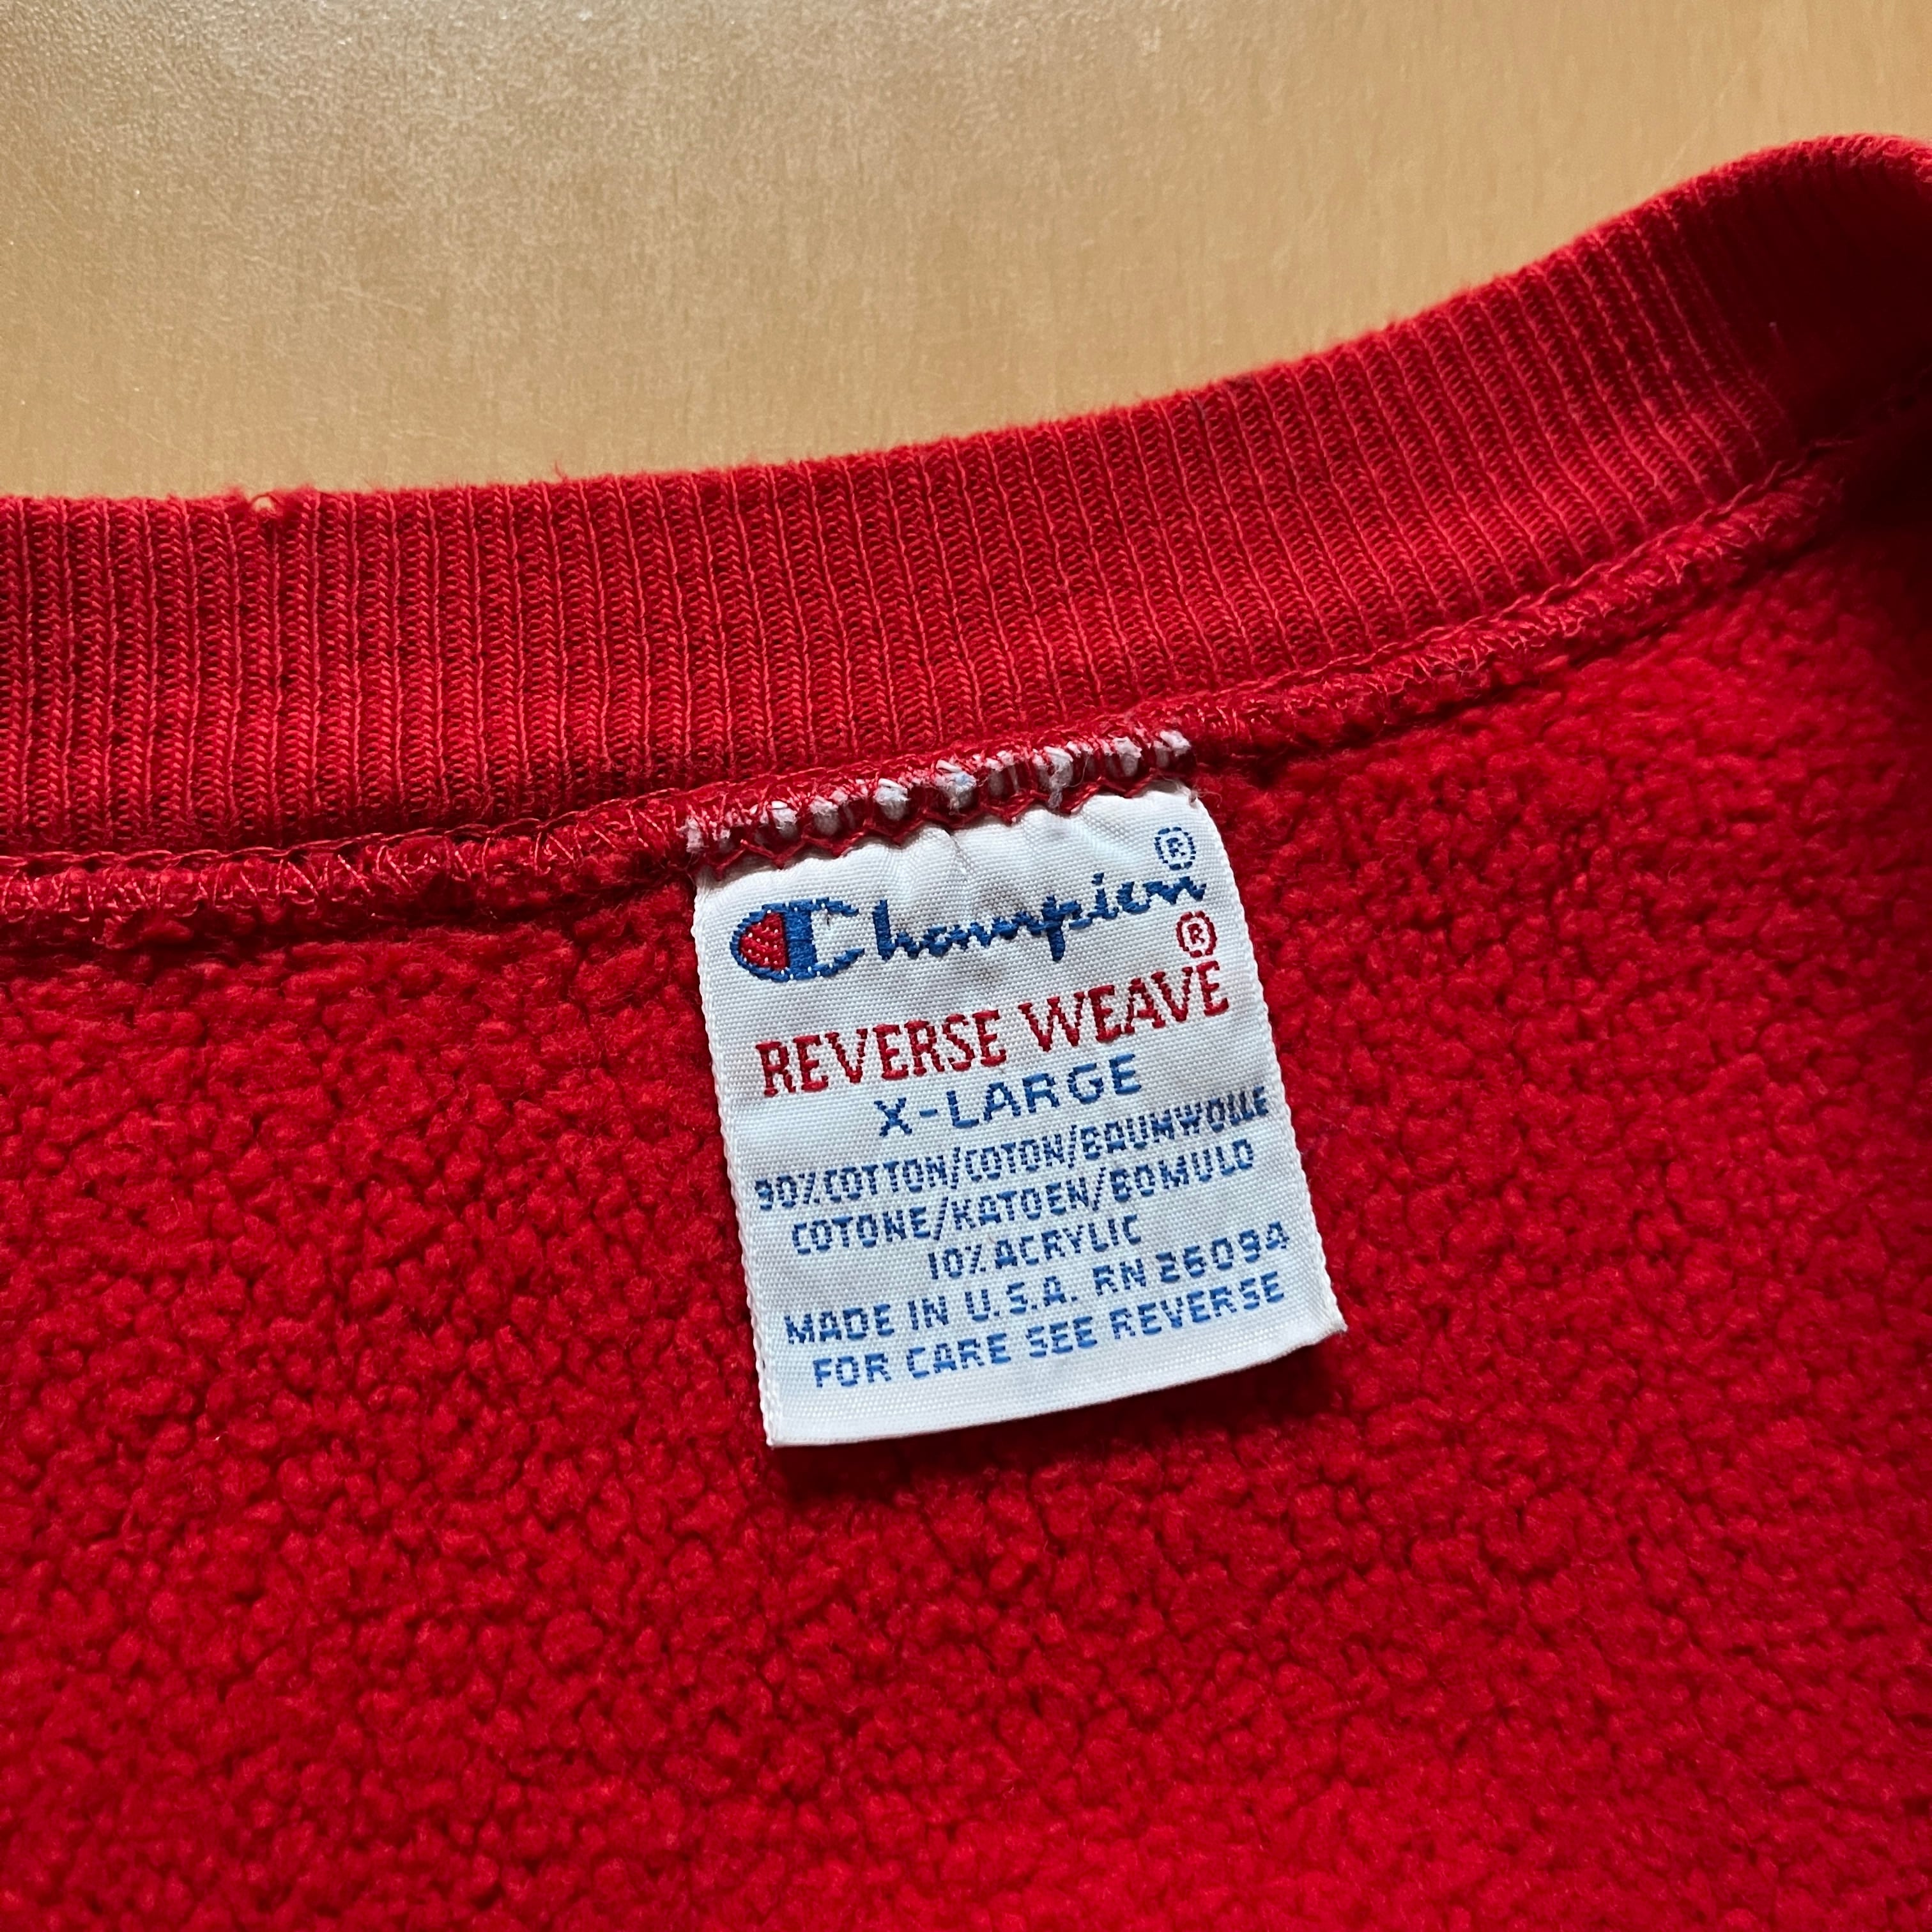 Champion®
REVERSE WEAVE®
X-LARGE
90% COTTON/COTON/BAUMWOLLE
COTONE/KATOEN/BOMULD
10% ACRYLIC
MADE IN U.S.A. RN 26094
FOR CARE SEE REVERSE